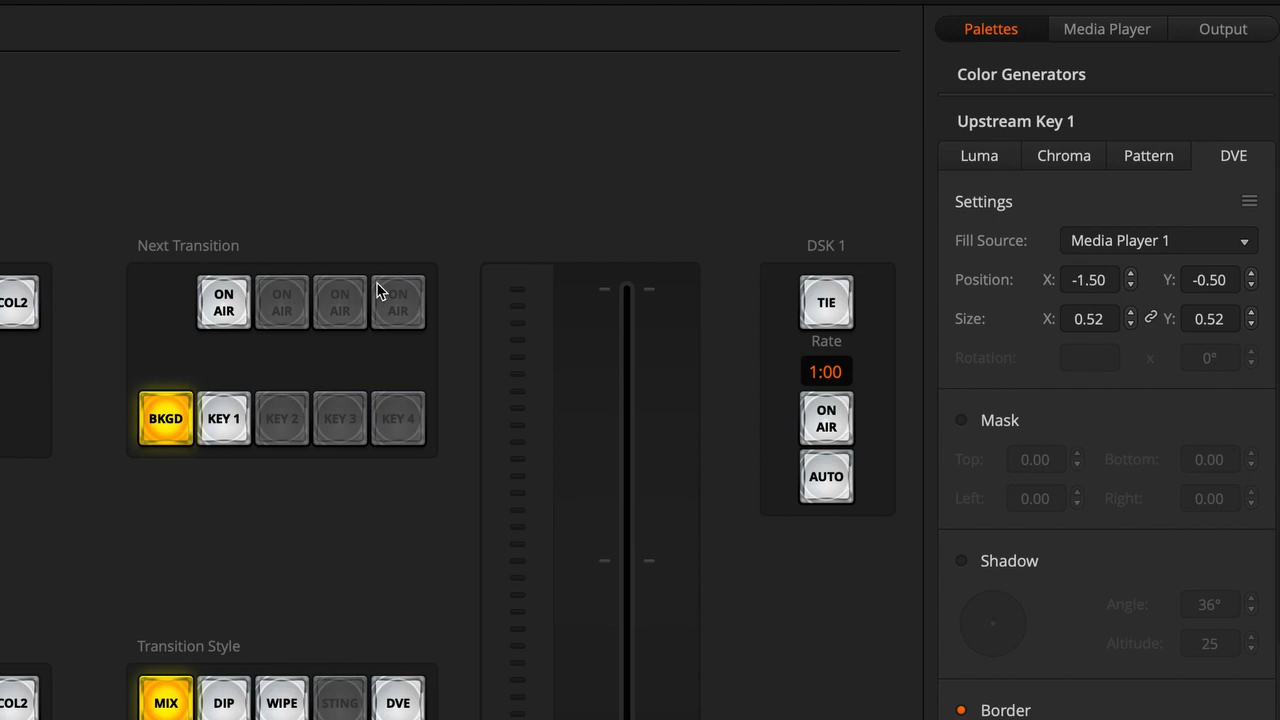 Palettes Media Player Output
Color Generators
Upstream Key 1
Luma Chroma Pattern DVE
Settings
Fill Source: Media Player 1
Position: X: -1.50 Y: -0.50
Size: X: 0.52 Y: 0.52
Rotation: x 0°
Mask
Top: 0.00 Bottom: 0.00
Left: 0.00 Right: 0.00
Shadow
Angle: 36°
Altitude: 25
Border
Next Transition
COL2
ON AIR ON AIR ON AIR ON AIR
BKGD KEY 1 KEY 2 KEY 3 KEY 4
DSK 1
TIE
Rate
1:00
ON AIR
AUTO
Transition Style
COL2
MIX DIP WIPE STING DVE